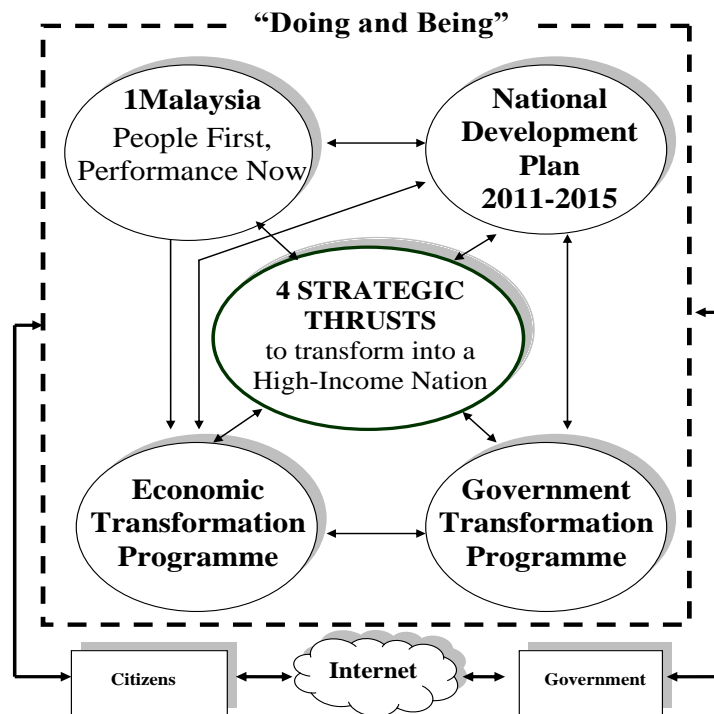 “Doing and Being”
1Malaysia
People First,
Performance Now
National
Development
Plan
2011-2015
4 STRATEGIC
THRUSTS
to transform into a
High-Income Nation
Economic
Transformation
Programme
Government
Transformation
Programme
Citizens
Internet
Government